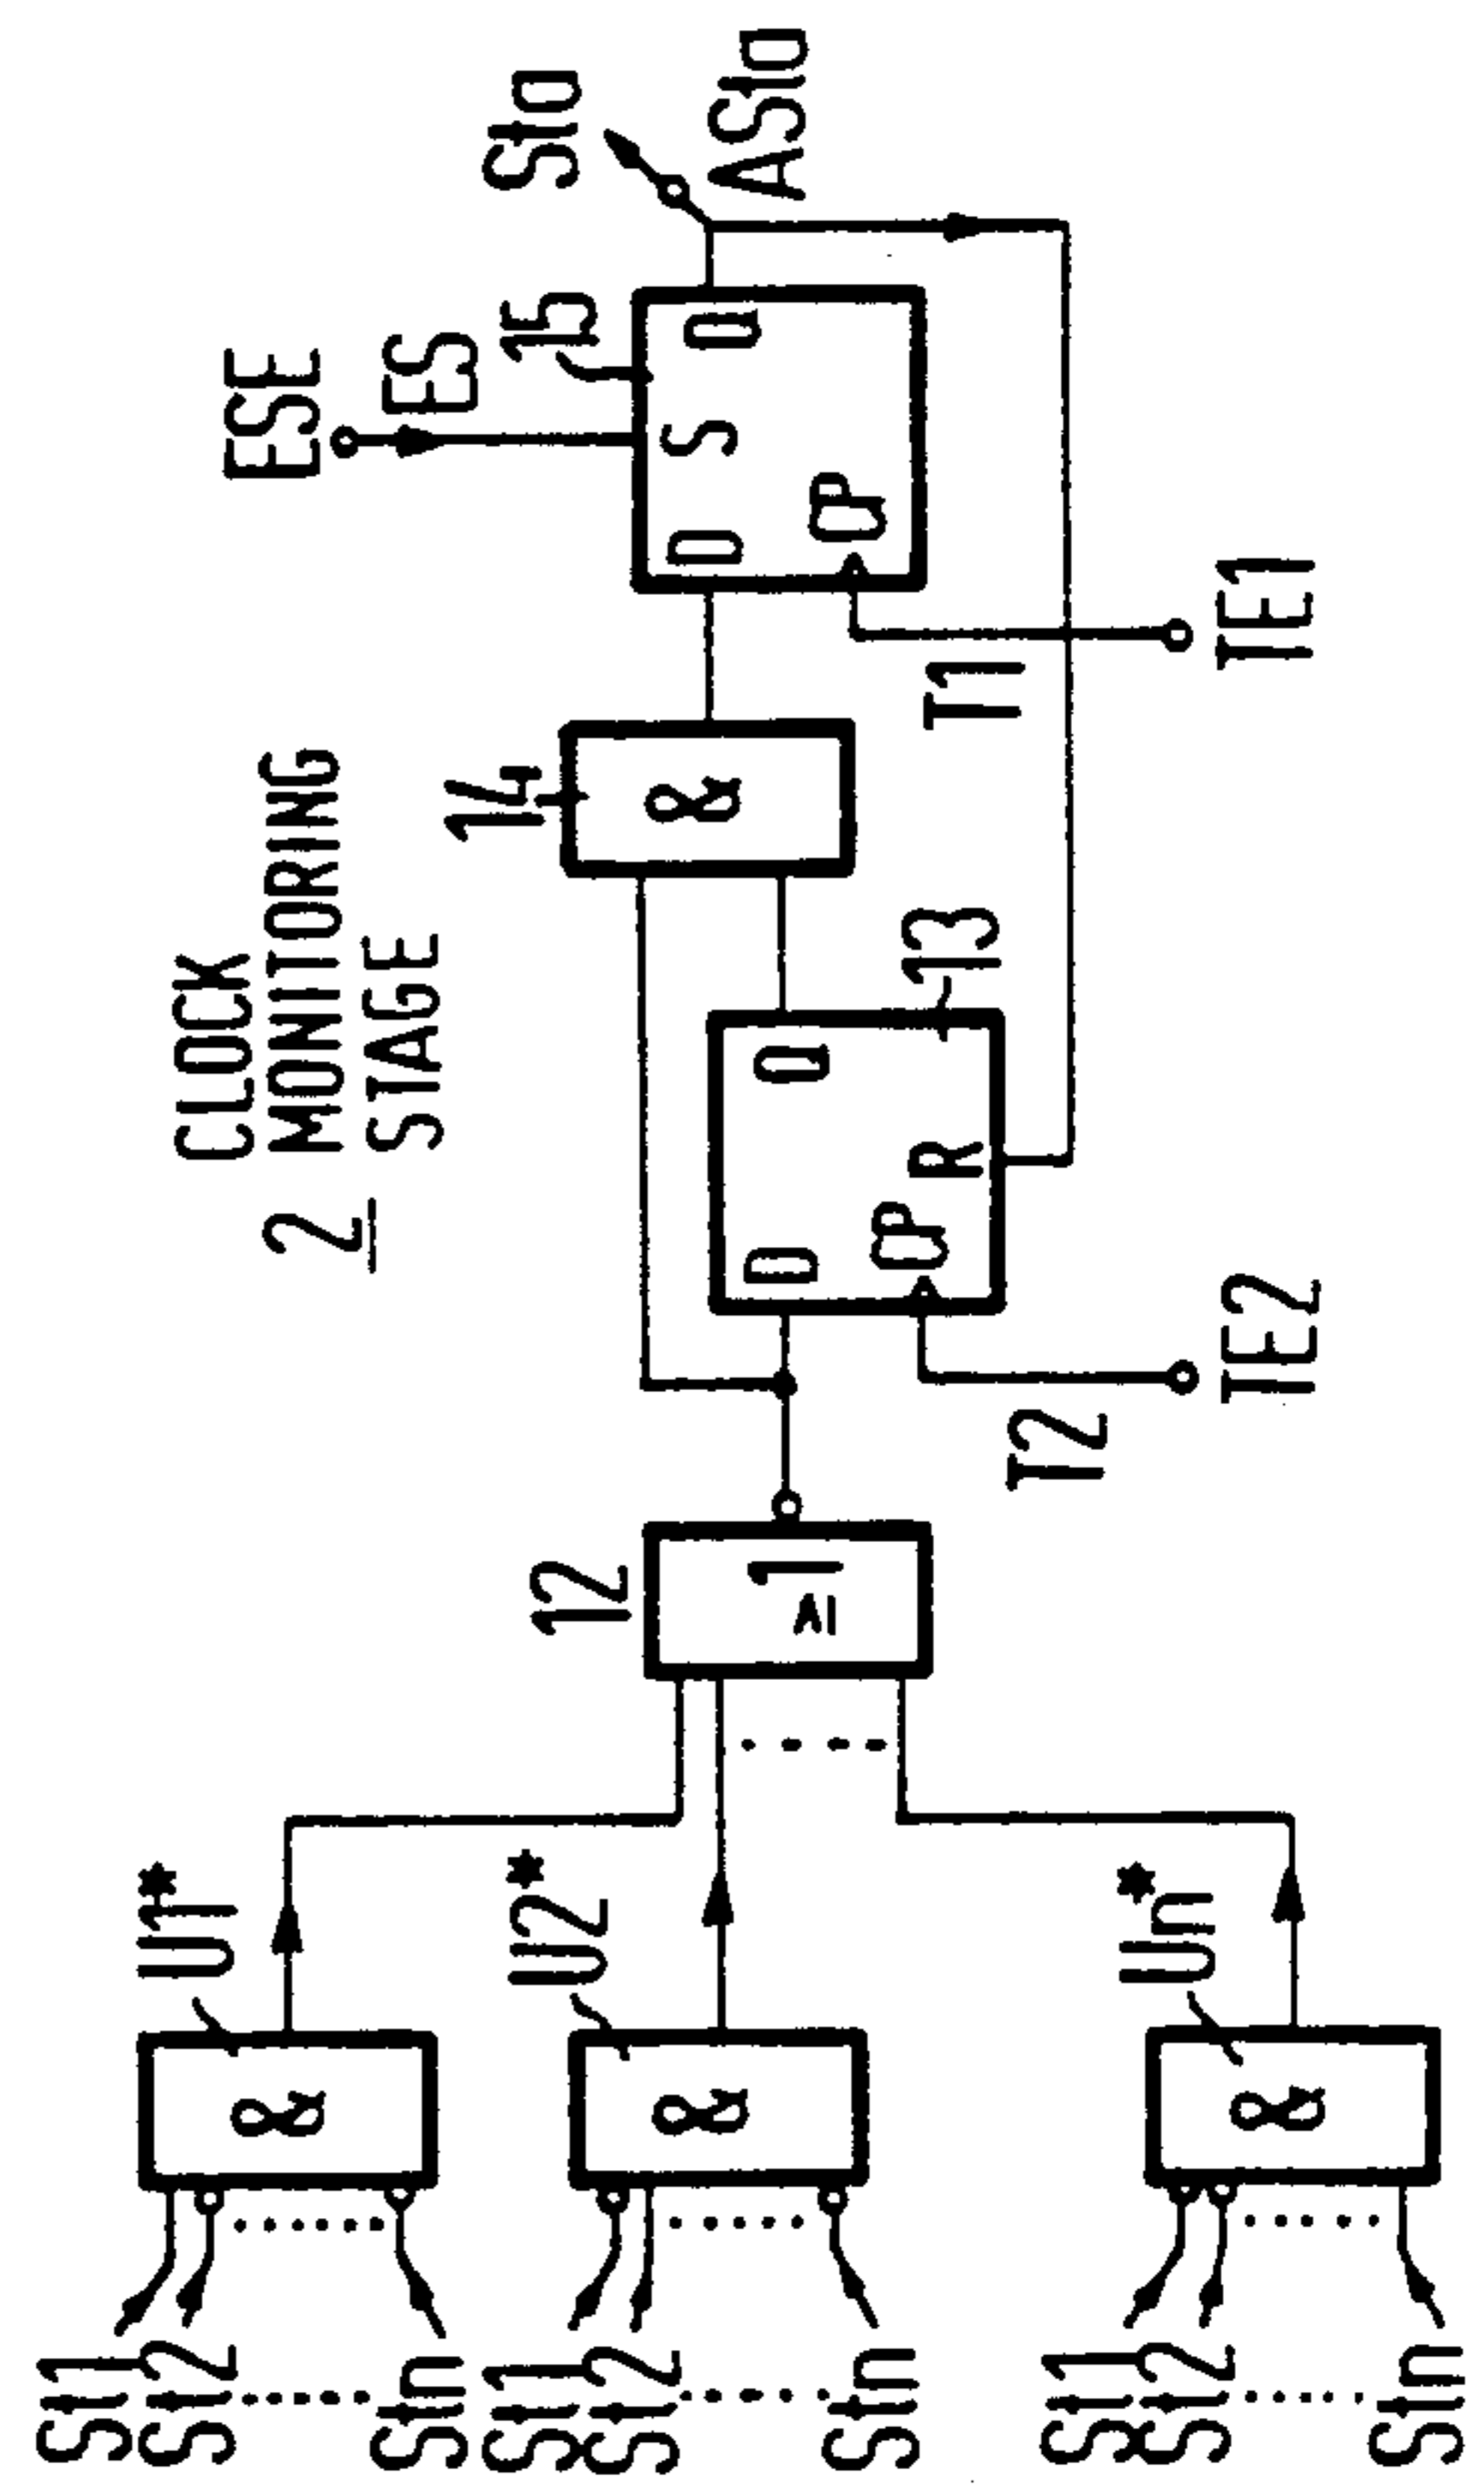 2
CLOCK
MONITORING
STAGE
St1
St2
Stn
&
U1*
St1
St2
Stn
&
U2*
St1
St2
Stn
&
Un*
12
≥1
T2
TE2
D
CP
R
Q
13
14
&
T1
TE1
D
CP
S
Q
15
ESE
ES
Sta
ASta